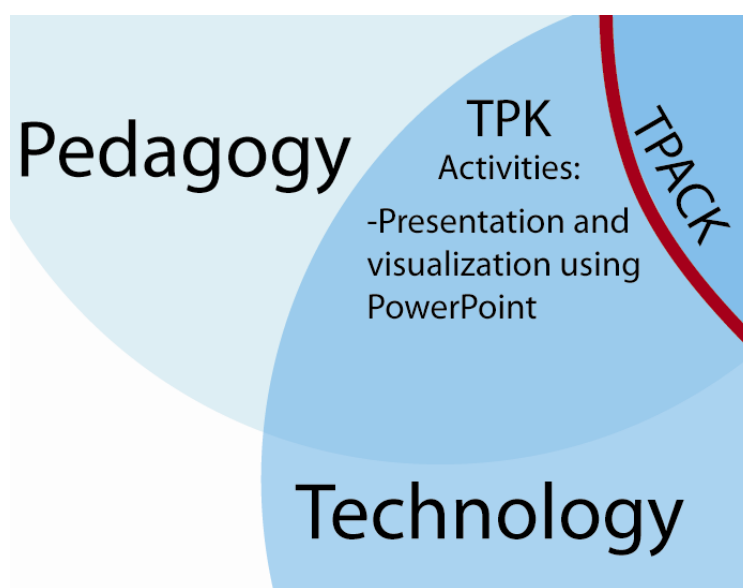 Pedagogy
TPK
Activities:
-Presentation and
visualization using
PowerPoint
TPACK
Technology